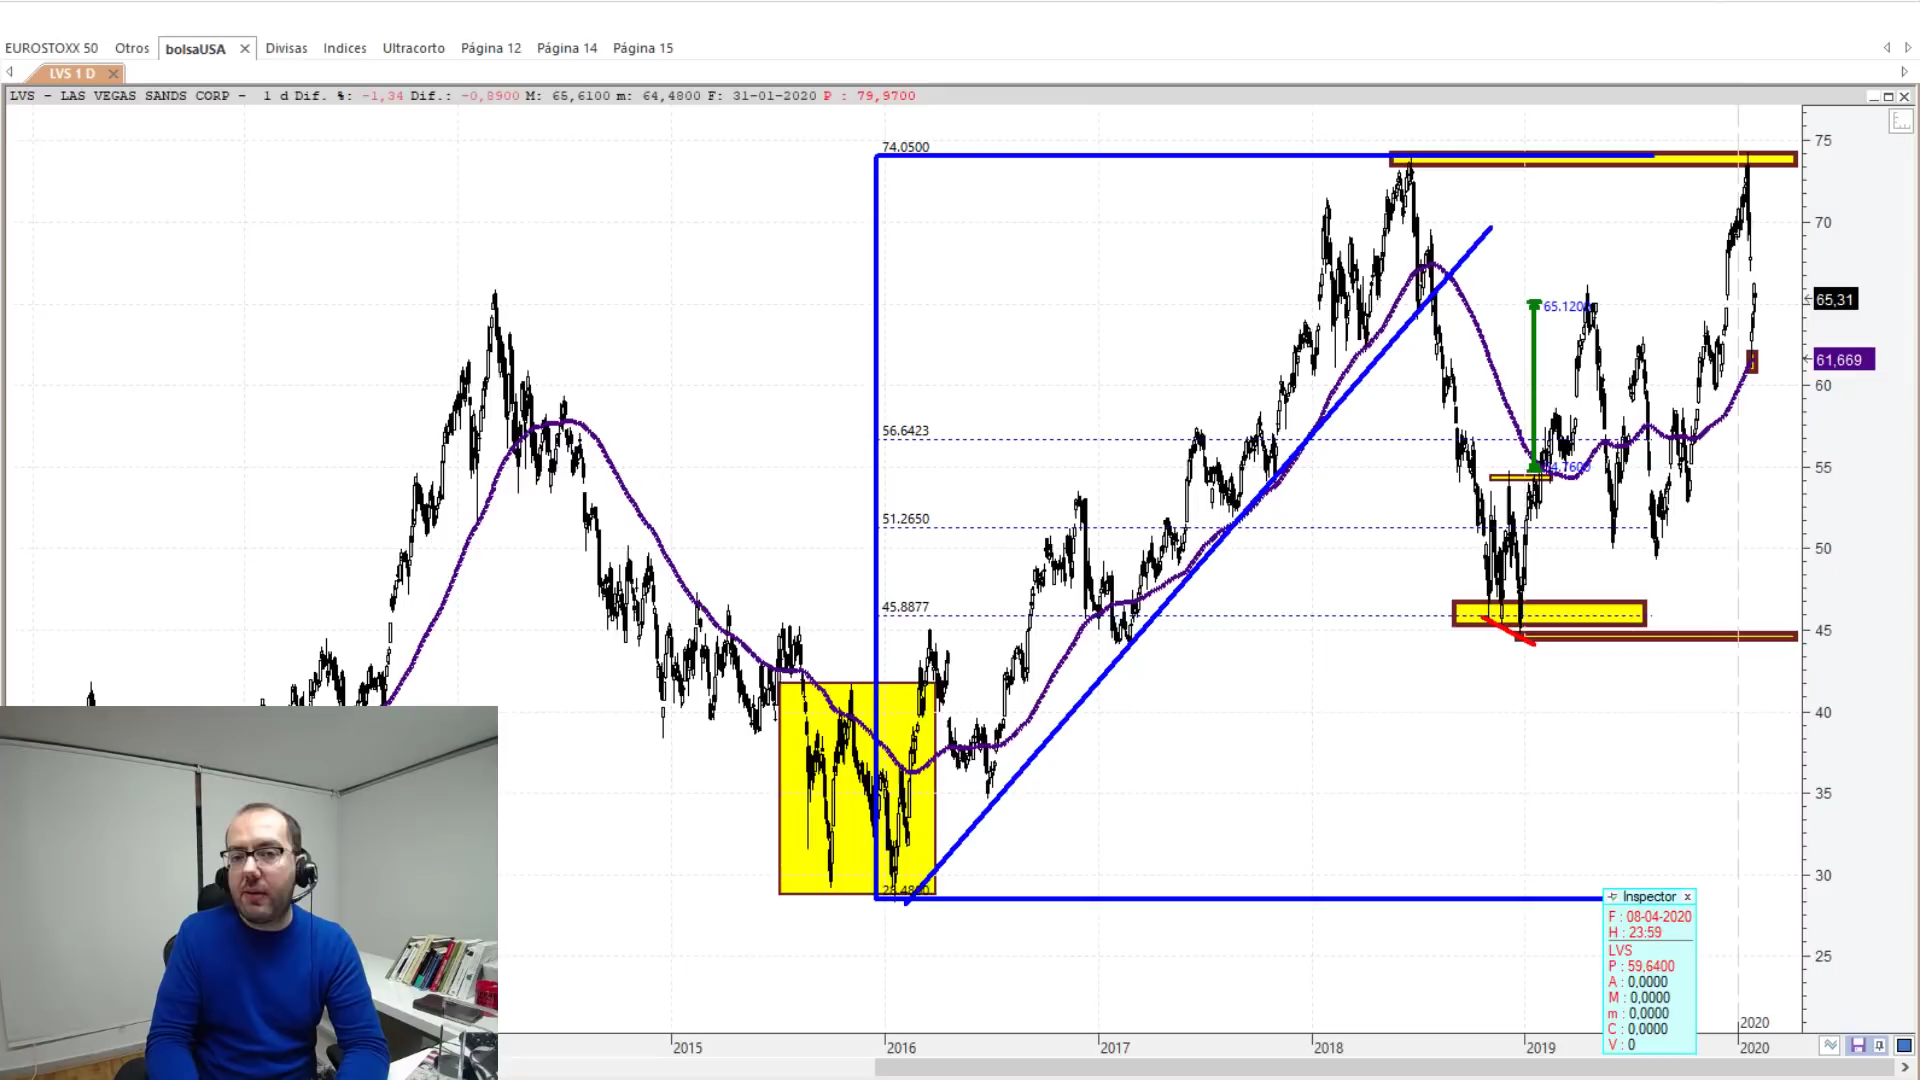 EUROSTOXX 50 Otros bolsaUSA Divisas Indices Ultracorto Página 12 Página 14 Página 15
LVS 1 D
LVS - LAS VEGAS SANDS CORP - 1 d Dif. %: -1,34 Dif.: -0,8900 M: 65,6100 m: 64,4800 F: 31-01-2020 P : 79,9700
74.0500
75
70
65,31
65.1200
61,669
60
56.6423
55
51.2650
50
45.8877
45
40
35
30
25
Inspector x
F : 08-04-2020
H : 23:59
LVS
P : 59,6400
A : 0,0000
M : 0,0000
m : 0,0000
C : 0,0000
V : 0
2020
2015 2016 2017 2018 2019 2020